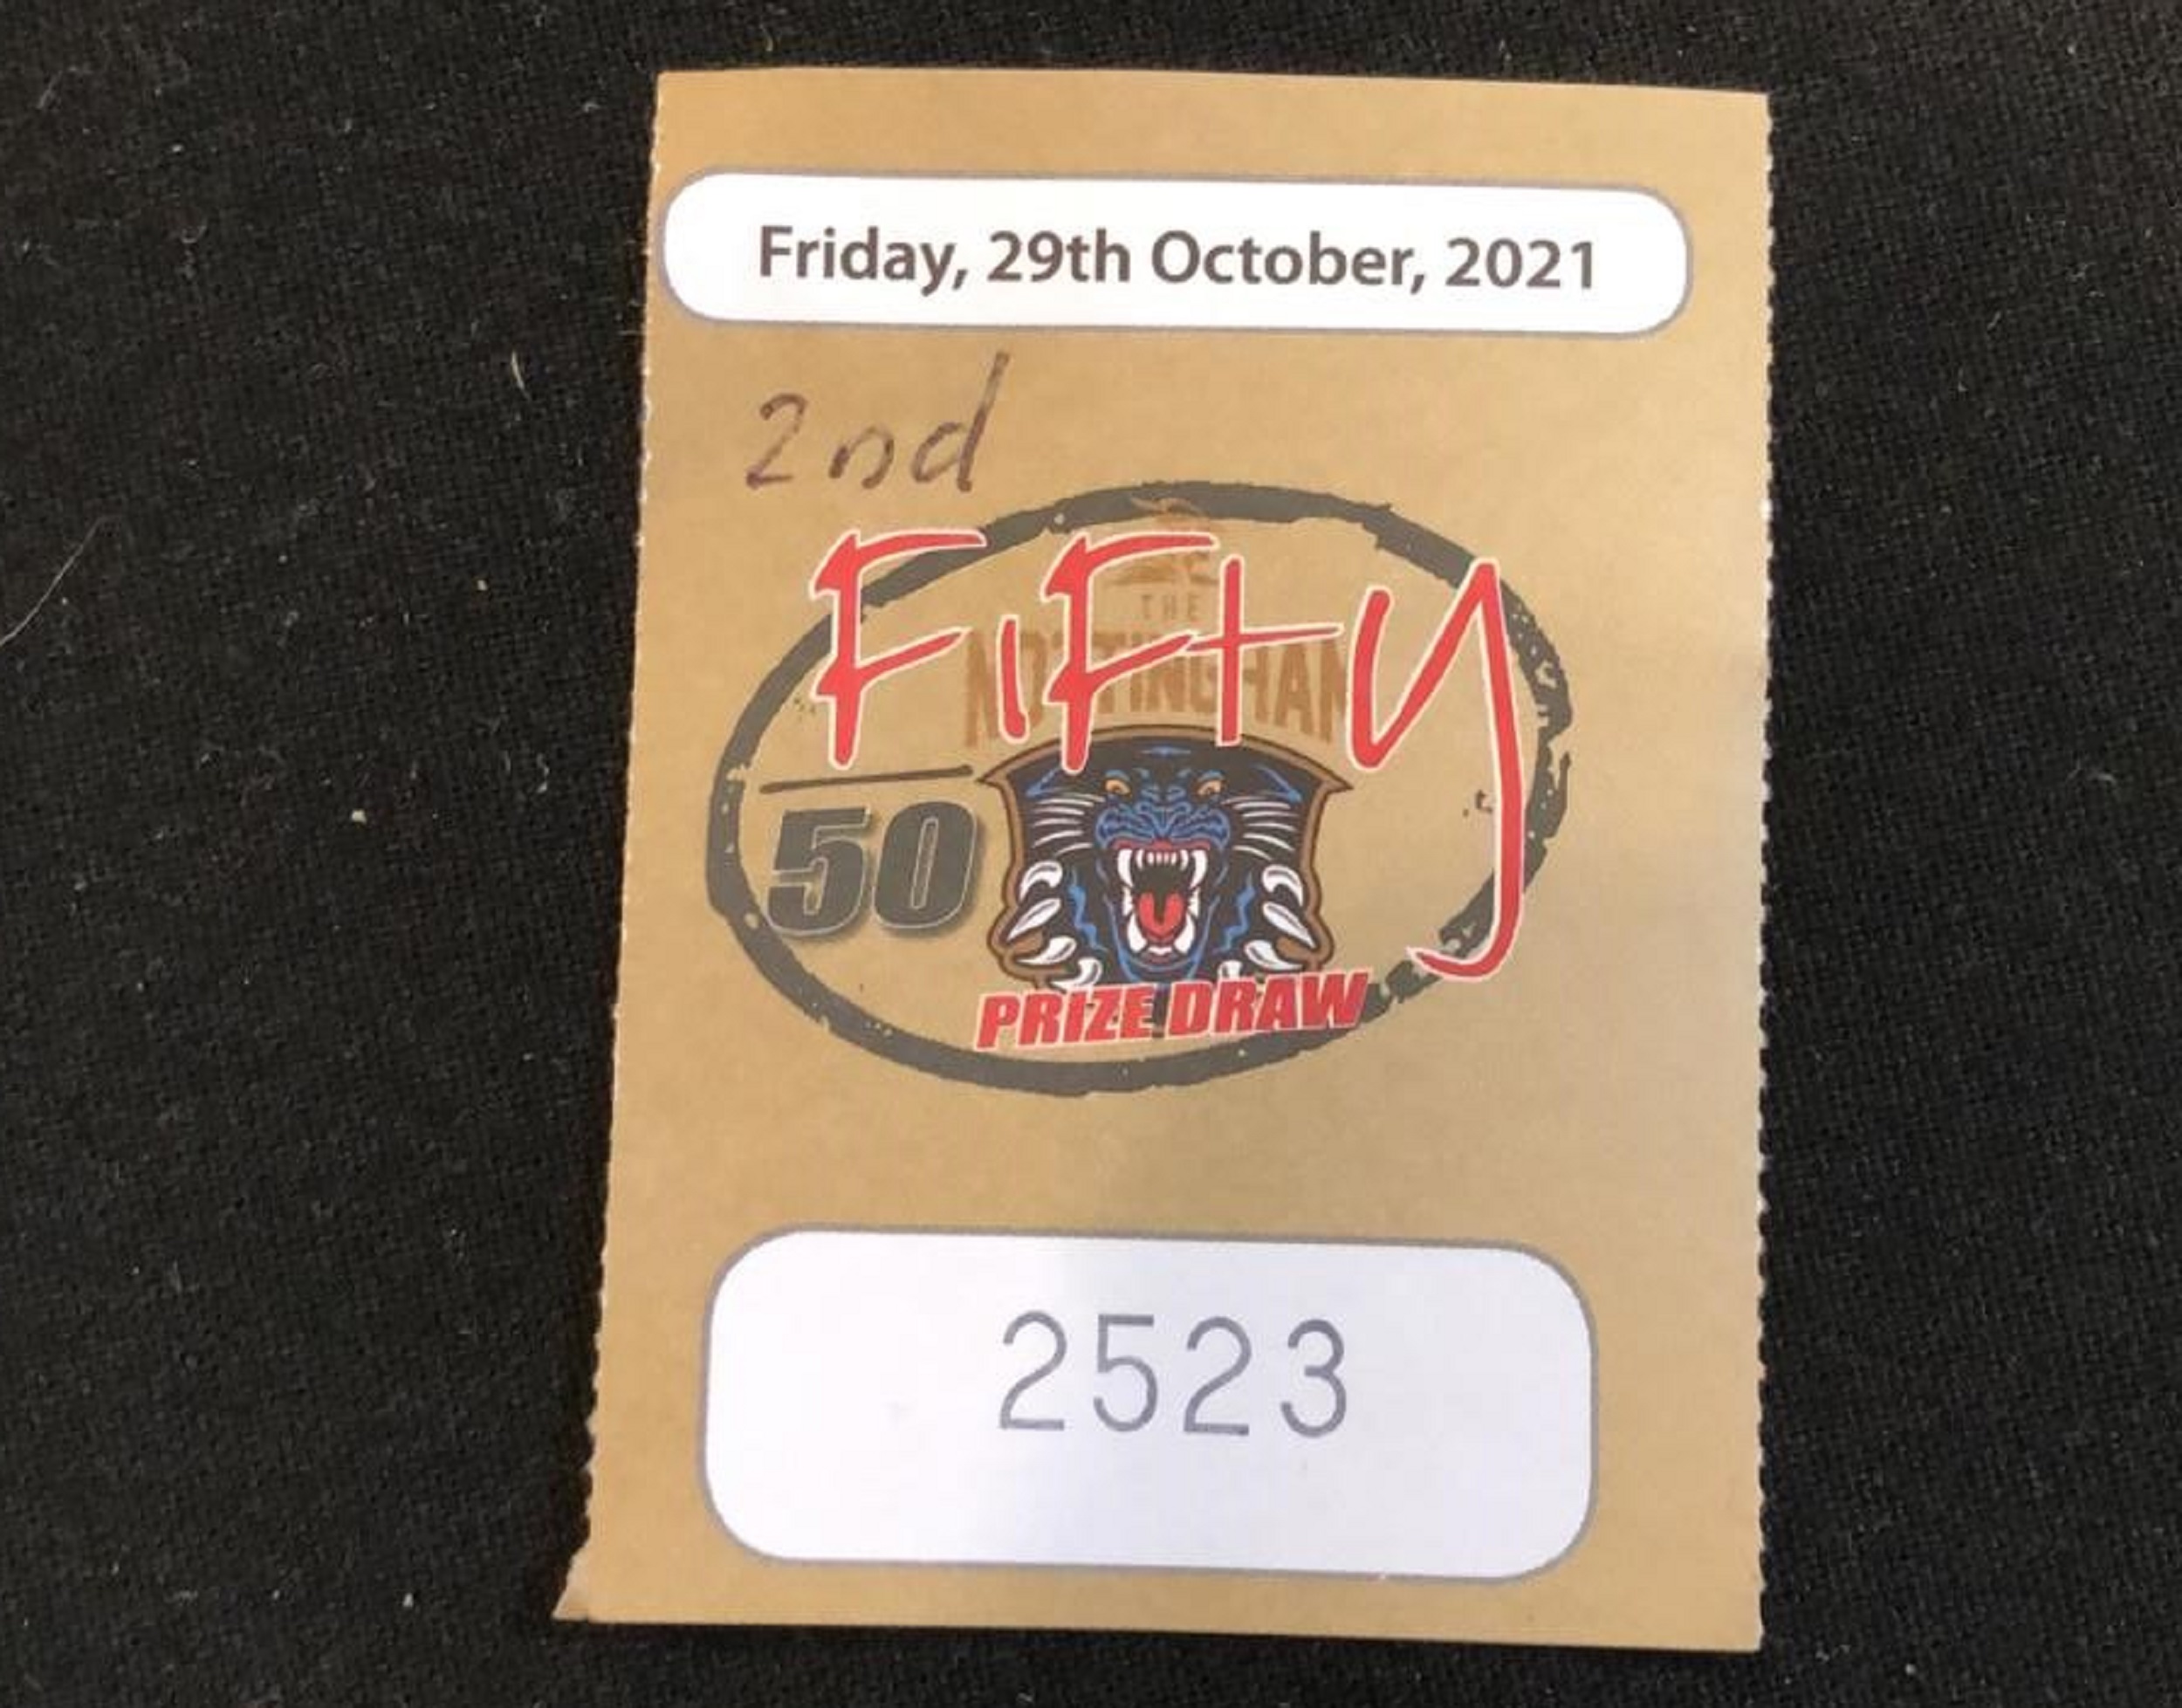 Friday, 29th October, 2021
2nd
FiFty
THE
NOTTINGHAM
50
PRIZE DRAW
2523